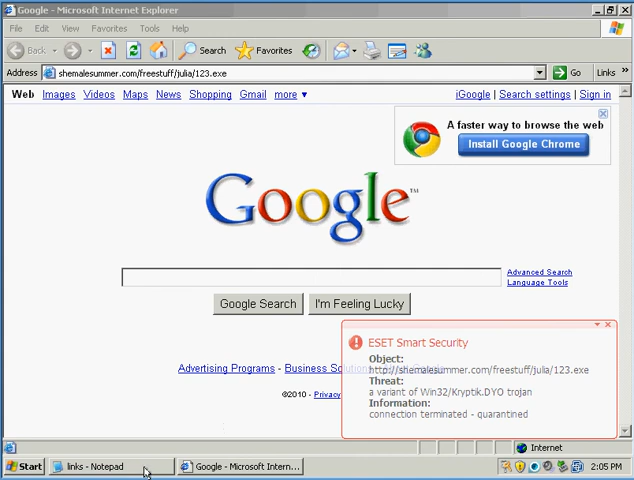 Google - Microsoft Internet Explorer
File Edit View Favorites Tools Help
Back Search Favorites
Address shemalesummer.com/freestuff/julia/123.exe Go Links »
Web Images Videos Maps News Shopping Gmail more ▼ iGoogle | Search settings | Sign in
A faster way to browse the web
Install Google Chrome
Google™
Advanced Search
Language Tools
Google Search I'm Feeling Lucky
ESET Smart Security
Object:
http://shemalesummer.com/freestuff/julia/123.exe
Threat:
a variant of Win32/Kryptik.DYO trojan
Information:
connection terminated - quarantined
Advertising Programs - Business Solutions
©2010 - Privacy
Internet
Start links - Notepad Google - Microsoft Intern... 2:05 PM